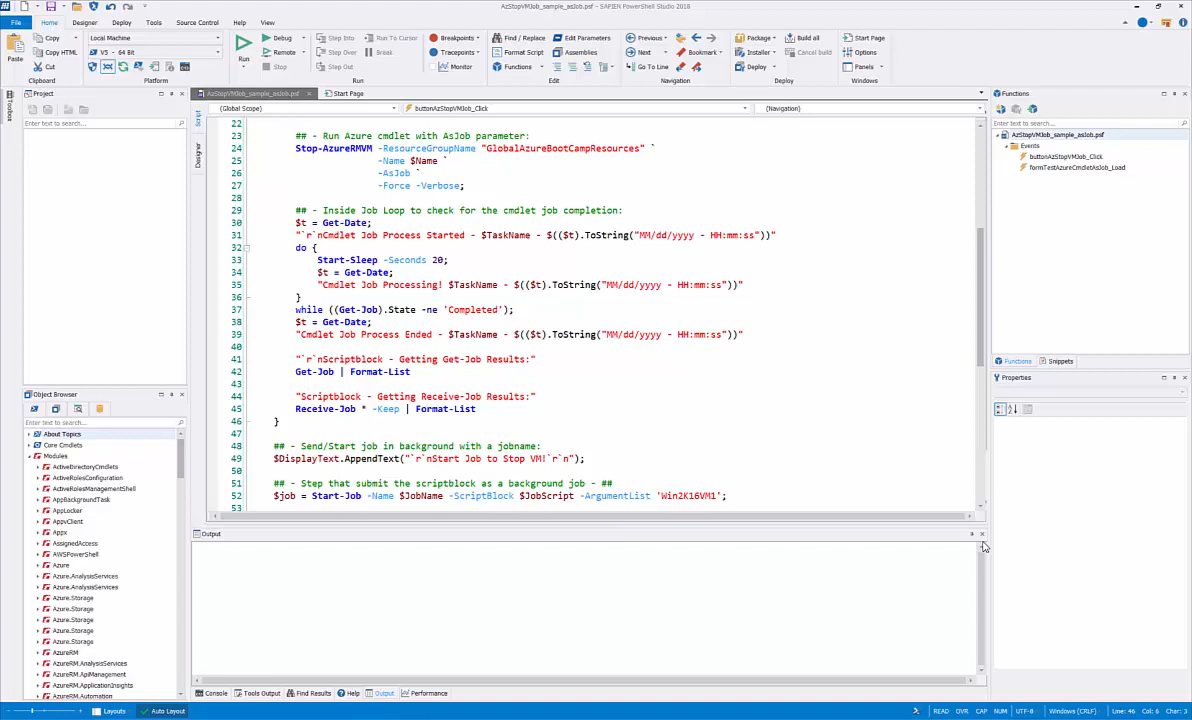 AzStopVMJob_sample_asJob.psf - SAPIEN PowerShell Studio 2018
File Home Designer Deploy Tools Source Control Help View
Paste Copy Copy HTML Cut Clipboard
Local Machine
V5 - 64 Bit
Platform
Run Debug Remote Stop Step Into Step Over Step Out Run To Cursor Break
Run
Breakpoints Tracepoints Monitor
Find / Replace Format Script Functions Edit Parameters Assemblies
Edit
Previous Next Go To Line Bookmark
Navigation
Package Installer Deploy Build all Cancel build
Deploy
Start Page Options Panels
Windows
Toolbox
Project
Enter text to search...
AzStopVMJob_sample_asJob.psf Start Page
(Global Scope) buttonAzStopVMJob_Click (Navigation)
Script
Designer
22
23 ## - Run Azure cmdlet with AsJob parameter:
24 Stop-AzureRMVM -ResourceGroupName "GlobalAzureBootCampResources" `
25 -Name $Name `
26 -AsJob `
27 -Force -Verbose;
28
29 ## - Inside Job Loop to check for the cmdlet job completion:
30 $t = Get-Date;
31 "`r`nCmdlet Job Process Started - $TaskName - $(($t).ToString("MM/dd/yyyy - HH:mm:ss"))"
32 do {
33 Start-Sleep -Seconds 20;
34 $t = Get-Date;
35 "Cmdlet Job Processing! $TaskName - $(($t).ToString("MM/dd/yyyy - HH:mm:ss"))"
36 }
37 while ((Get-Job).State -ne 'Completed');
38 $t = Get-Date;
39 "Cmdlet Job Process Ended - $TaskName - $(($t).ToString("MM/dd/yyyy - HH:mm:ss"))"
40
41 "`r`nScriptblock - Getting Get-Job Results:"
42 Get-Job | Format-List
43
44 "Scriptblock - Getting Receive-Job Results:"
45 Receive-Job * -Keep | Format-List
46 }
47
48 ## - Send/Start job in background with a jobname:
49 $DisplayText.AppendText("`r`nStart Job to Stop VM!`r`n");
50
51 ## - Step that submit the scriptblock as a background job - ##
52 $job = Start-Job -Name $JobName -ScriptBlock $JobScript -ArgumentList 'Win2K16VM1';
53
Object Browser
Enter text to search...
About Topics
Core Cmdlets
Modules
ActiveDirectoryCmdlets
ActiveRolesConfiguration
ActiveRolesManagementShell
AppBackgroundTask
AppLocker
AppvClient
Appx
AssignedAccess
AWSPowerShell
Azure
Azure.AnalysisServices
Azure.AnalysisServices
Azure.Storage
Azure.Storage
Azure.Storage
Azure.Storage
Azure.Storage
AzureRM
AzureRM.AnalysisServices
AzureRM.ApiManagement
AzureRM.ApplicationInsights
AzureRM.Automation
Output
Console Tools Output Find Results Help Output Performance
Functions
Enter text to search...
AzStopVMJob_sample_asJob.psf
Events
buttonAzStopVMJob_Click
formTestAzureCmdletAsJob_Load
Functions Snippets
Properties
Layouts Auto Layout
READ OVR CAP NUM UTF-8 Windows (CRLF) Line: 46 Col: 6 Char: 3